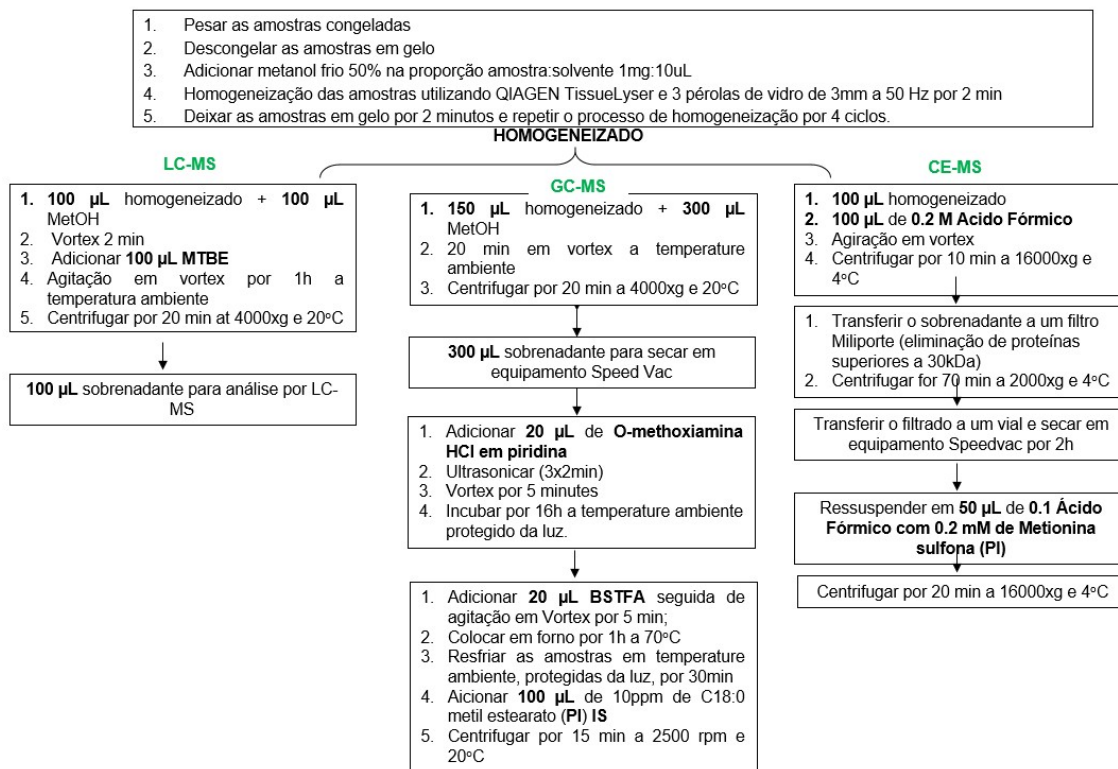 1. Pesar as amostras congeladas
2. Descongelar as amostras em gelo
3. Adicionar metanol frio 50% na proporção amostra:solvente 1mg:10uL
4. Homogeneização das amostras utilizando QIAGEN TissueLyser e 3 pérolas de vidro de 3mm a 50 Hz por 2 min
5. Deixar as amostras em gelo por 2 minutos e repetir o processo de homogeneização por 4 ciclos.
HOMOGENEIZADO
LC-MS
1. 100 µL homogeneizado + 100 µL
MetOH
2. Vortex 2 min
3. Adicionar 100 µL MTBE
4. Agitação em vortex por 1h a
temperatura ambiente
5. Centrifugar por 20 min at 4000xg e 20ºC
100 µL sobrenadante para análise por LC-
MS
GC-MS
1. 150 µL homogeneizado + 300 µL
MetOH
2. 20 min em vortex a temperature
ambiente
3. Centrifugar por 20 min a 4000xg e 20ºC
300 µL sobrenadante para secar em
equipamento Speed Vac
1. Adicionar 20 µL de O-methoxiamina
HCl em piridina
2. Ultrasonicar (3x2min)
3. Vortex por 5 minutes
4. Incubar por 16h a temperature ambiente
protegido da luz.
1. Adicionar 20 µL BSTFA seguida de
agitação em Vortex por 5 min;
2. Colocar em forno por 1h a 70ºC
3. Resfriar as amostras em temperature
ambiente, protegidas da luz, por 30min
4. Aicionar 100 µL de 10ppm de C18:0
metil estearato (PI) IS
5. Centrifugar por 15 min a 2500 rpm e
20ºC
CE-MS
1. 100 µL homogeneizado
2. 100 µL de 0.2 M Acido Fórmico
3. Agiração em vortex
4. Centrifugar por 10 min a 16000xg e
4ºC
1. Transferir o sobrenadante a um filtro
Miliporte (eliminação de proteínas
superiores a 30kDa)
2. Centrifugar for 70 min a 2000xg e 4ºC
Transferir o filtrado a um vial e secar em
equipamento Speedvac por 2h
Ressuspender em 50 µL de 0.1 Ácido
Fórmico com 0.2 mM de Metionina
sulfona (PI)
Centrifugar por 20 min a 16000xg e 4ºC